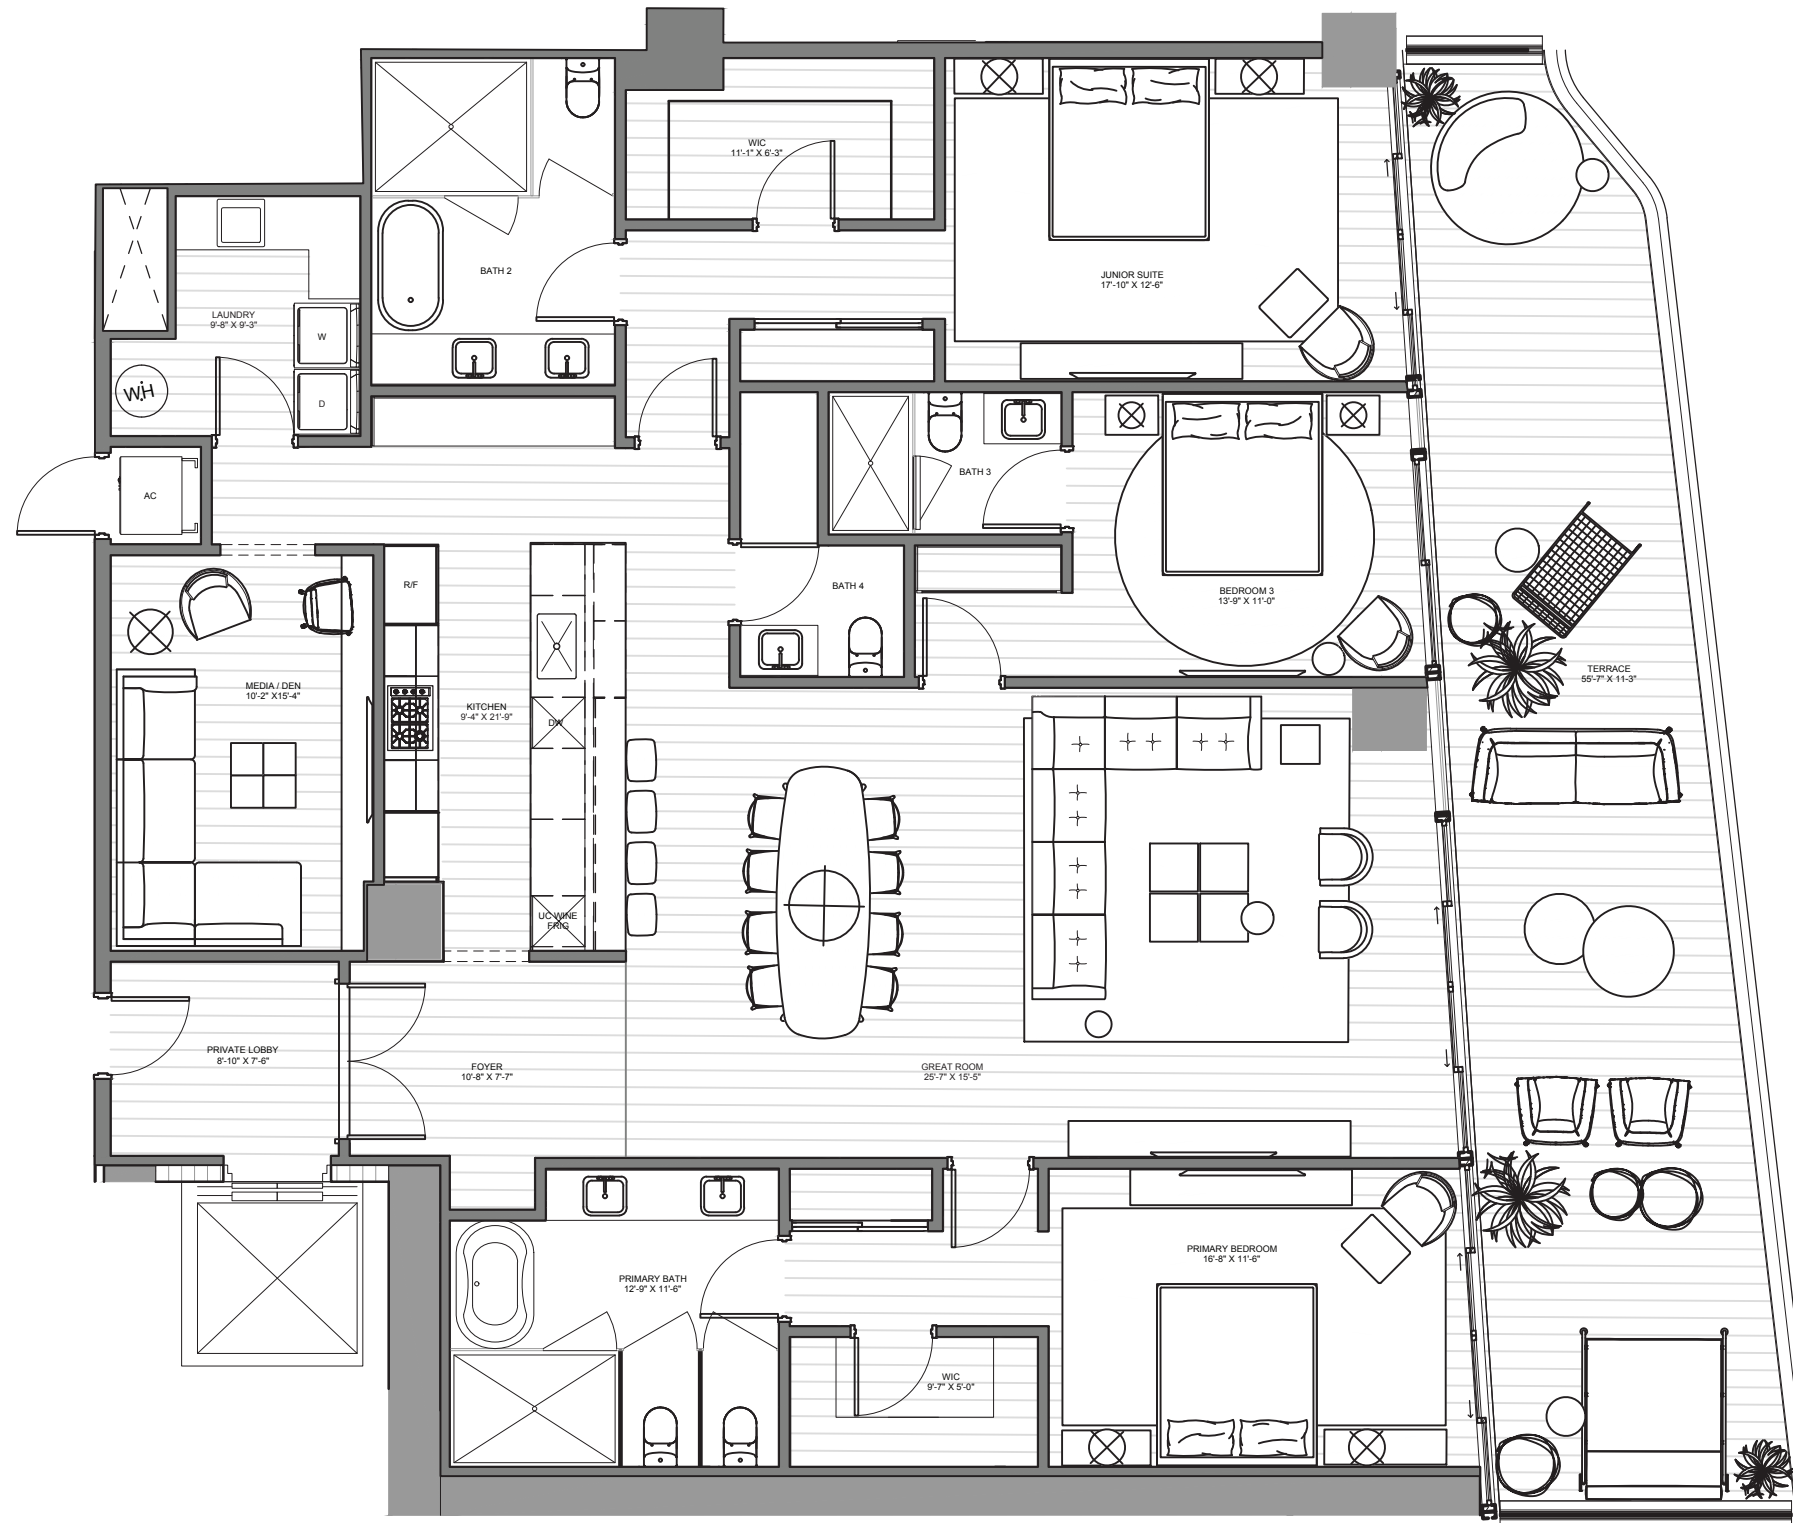 WIC
11'-1" X 6'-3"
JUNIOR SUITE
17'-10" X 12'-6"
BATH 2
LAUNDRY
9'-8" X 9'-3"
W
D
W.H
AC
BATH 3
R/F
BATH 4
BEDROOM 3
13'-9" X 11'-0"
TERRACE
55'-7" X 11'-3"
MEDIA / DEN
10'-2" X15'-4"
KITCHEN
9'-4" X 21'-9"
DW
UC WINE
FRIG
PRIVATE LOBBY
8'-10" X 7'-6"
FOYER
10'-8" X 7'-7"
GREAT ROOM
25'-7" X 15'-5"
PRIMARY BATH
12'-9" X 11'-6"
PRIMARY BEDROOM
16'-8" X 11'-6"
WIC
9'-7" X 5'-0"